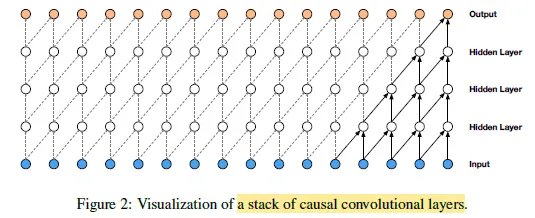 Output
Hidden Layer
Hidden Layer
Hidden Layer
Input
Figure 2: Visualization of a stack of causal convolutional layers.